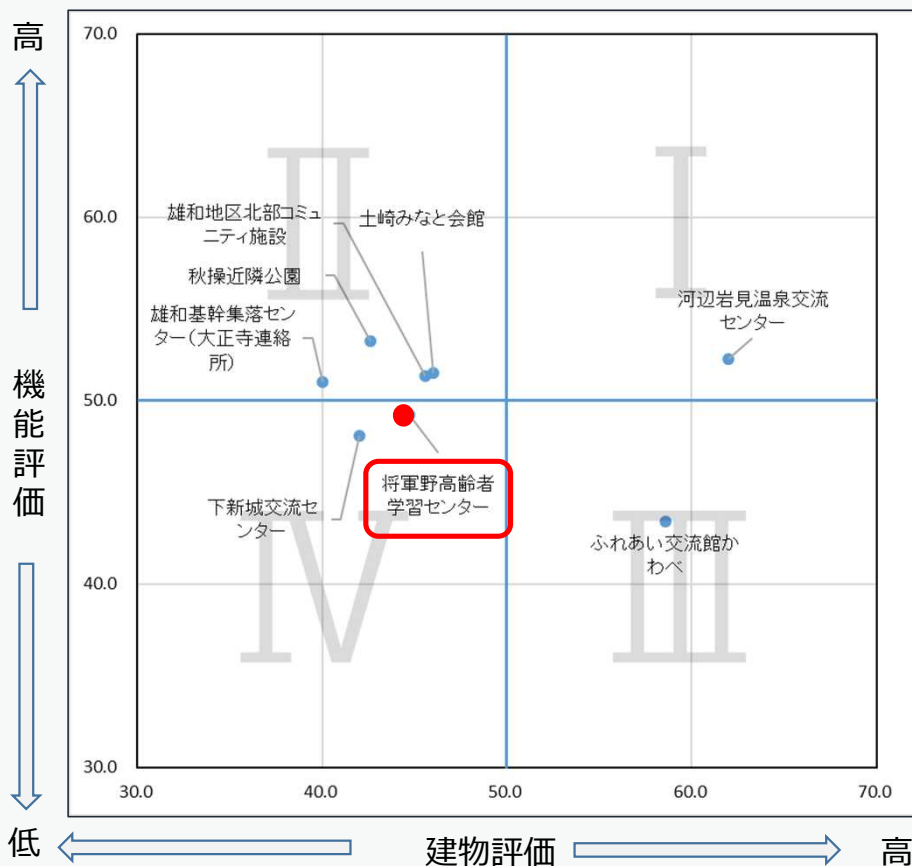 高
70.0
Ⅱ
Ⅰ
雄和地区北部コミュ
ニティ施設
土崎みなと会館
60.0
秋操近隣公園
河辺岩見温泉交流
センター
雄和基幹集落セン
ター(大正寺連絡
所)
機
能
評
価
50.0
将軍野高齢者
学習センター
下新城交流セ
ンター
ふれあい交流館か
わべ
Ⅳ
Ⅲ
40.0
30.0
30.0 40.0 50.0 60.0 70.0
低 建物評価 高